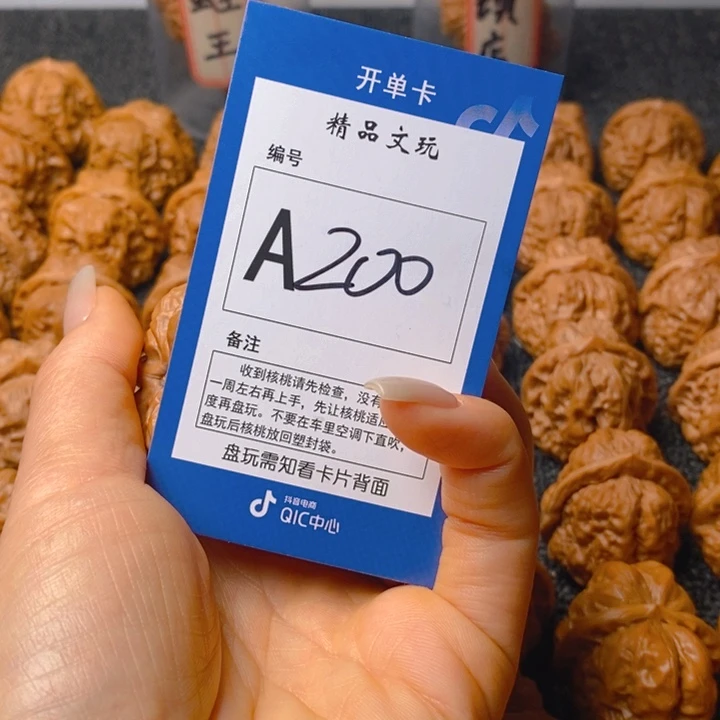 王
开单卡
精品文玩
编号
A200
备注
收到核桃请先检查,没有
一周左右再上手,先让核桃适应
度再盘玩。不要在车里空调下直吹,
盘玩后核桃放回塑封袋。
盘玩需知看卡片背面
抖音电商
QIC中心